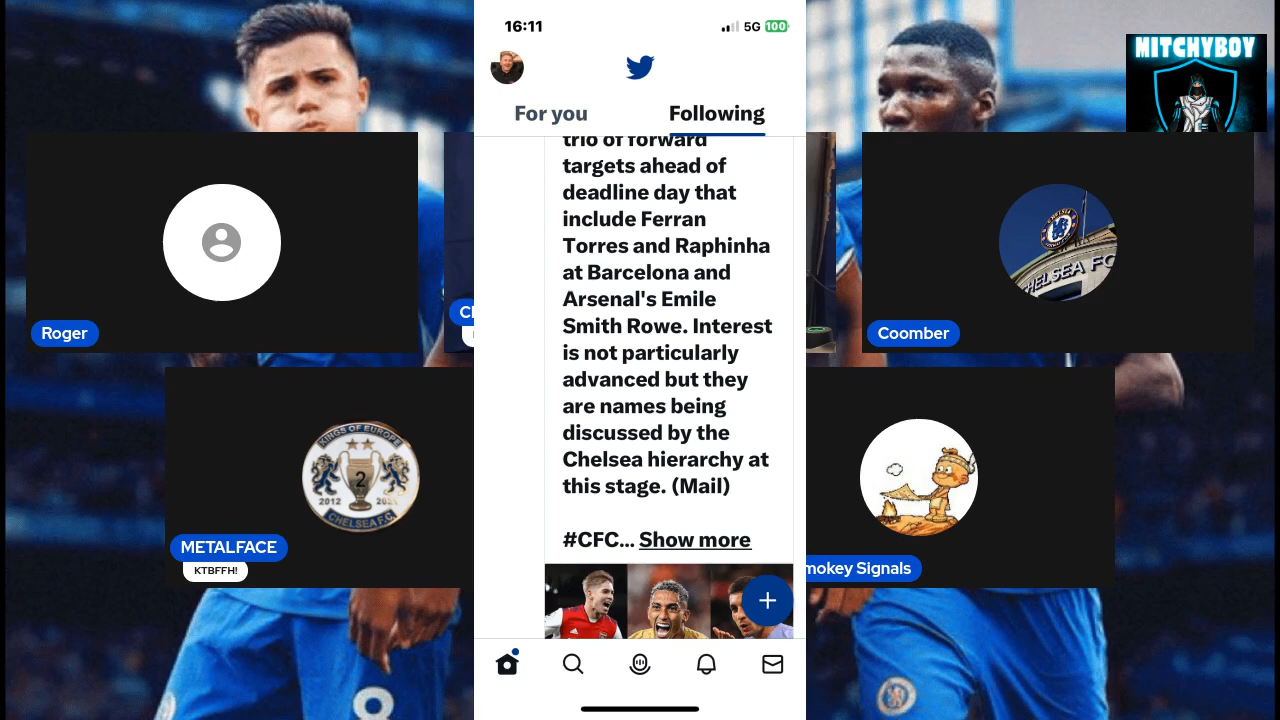 16:11
5G
100
For you
Following
trio of forward
targets ahead of
deadline day that
include Ferran
Torres and Raphinha
at Barcelona and
Arsenal's Emile
Smith Rowe. Interest
is not particularly
advanced but they
are names being
discussed by the
Chelsea hierarchy at
this stage. (Mail)
#CFC... Show more
MITCHYBOY
Roger
Coomber
CHELSEA FC
KINGS OF EUROPE
2
2012
CHELSEA F.C
METALFACE
KTBFFH!
mokey Signals
8